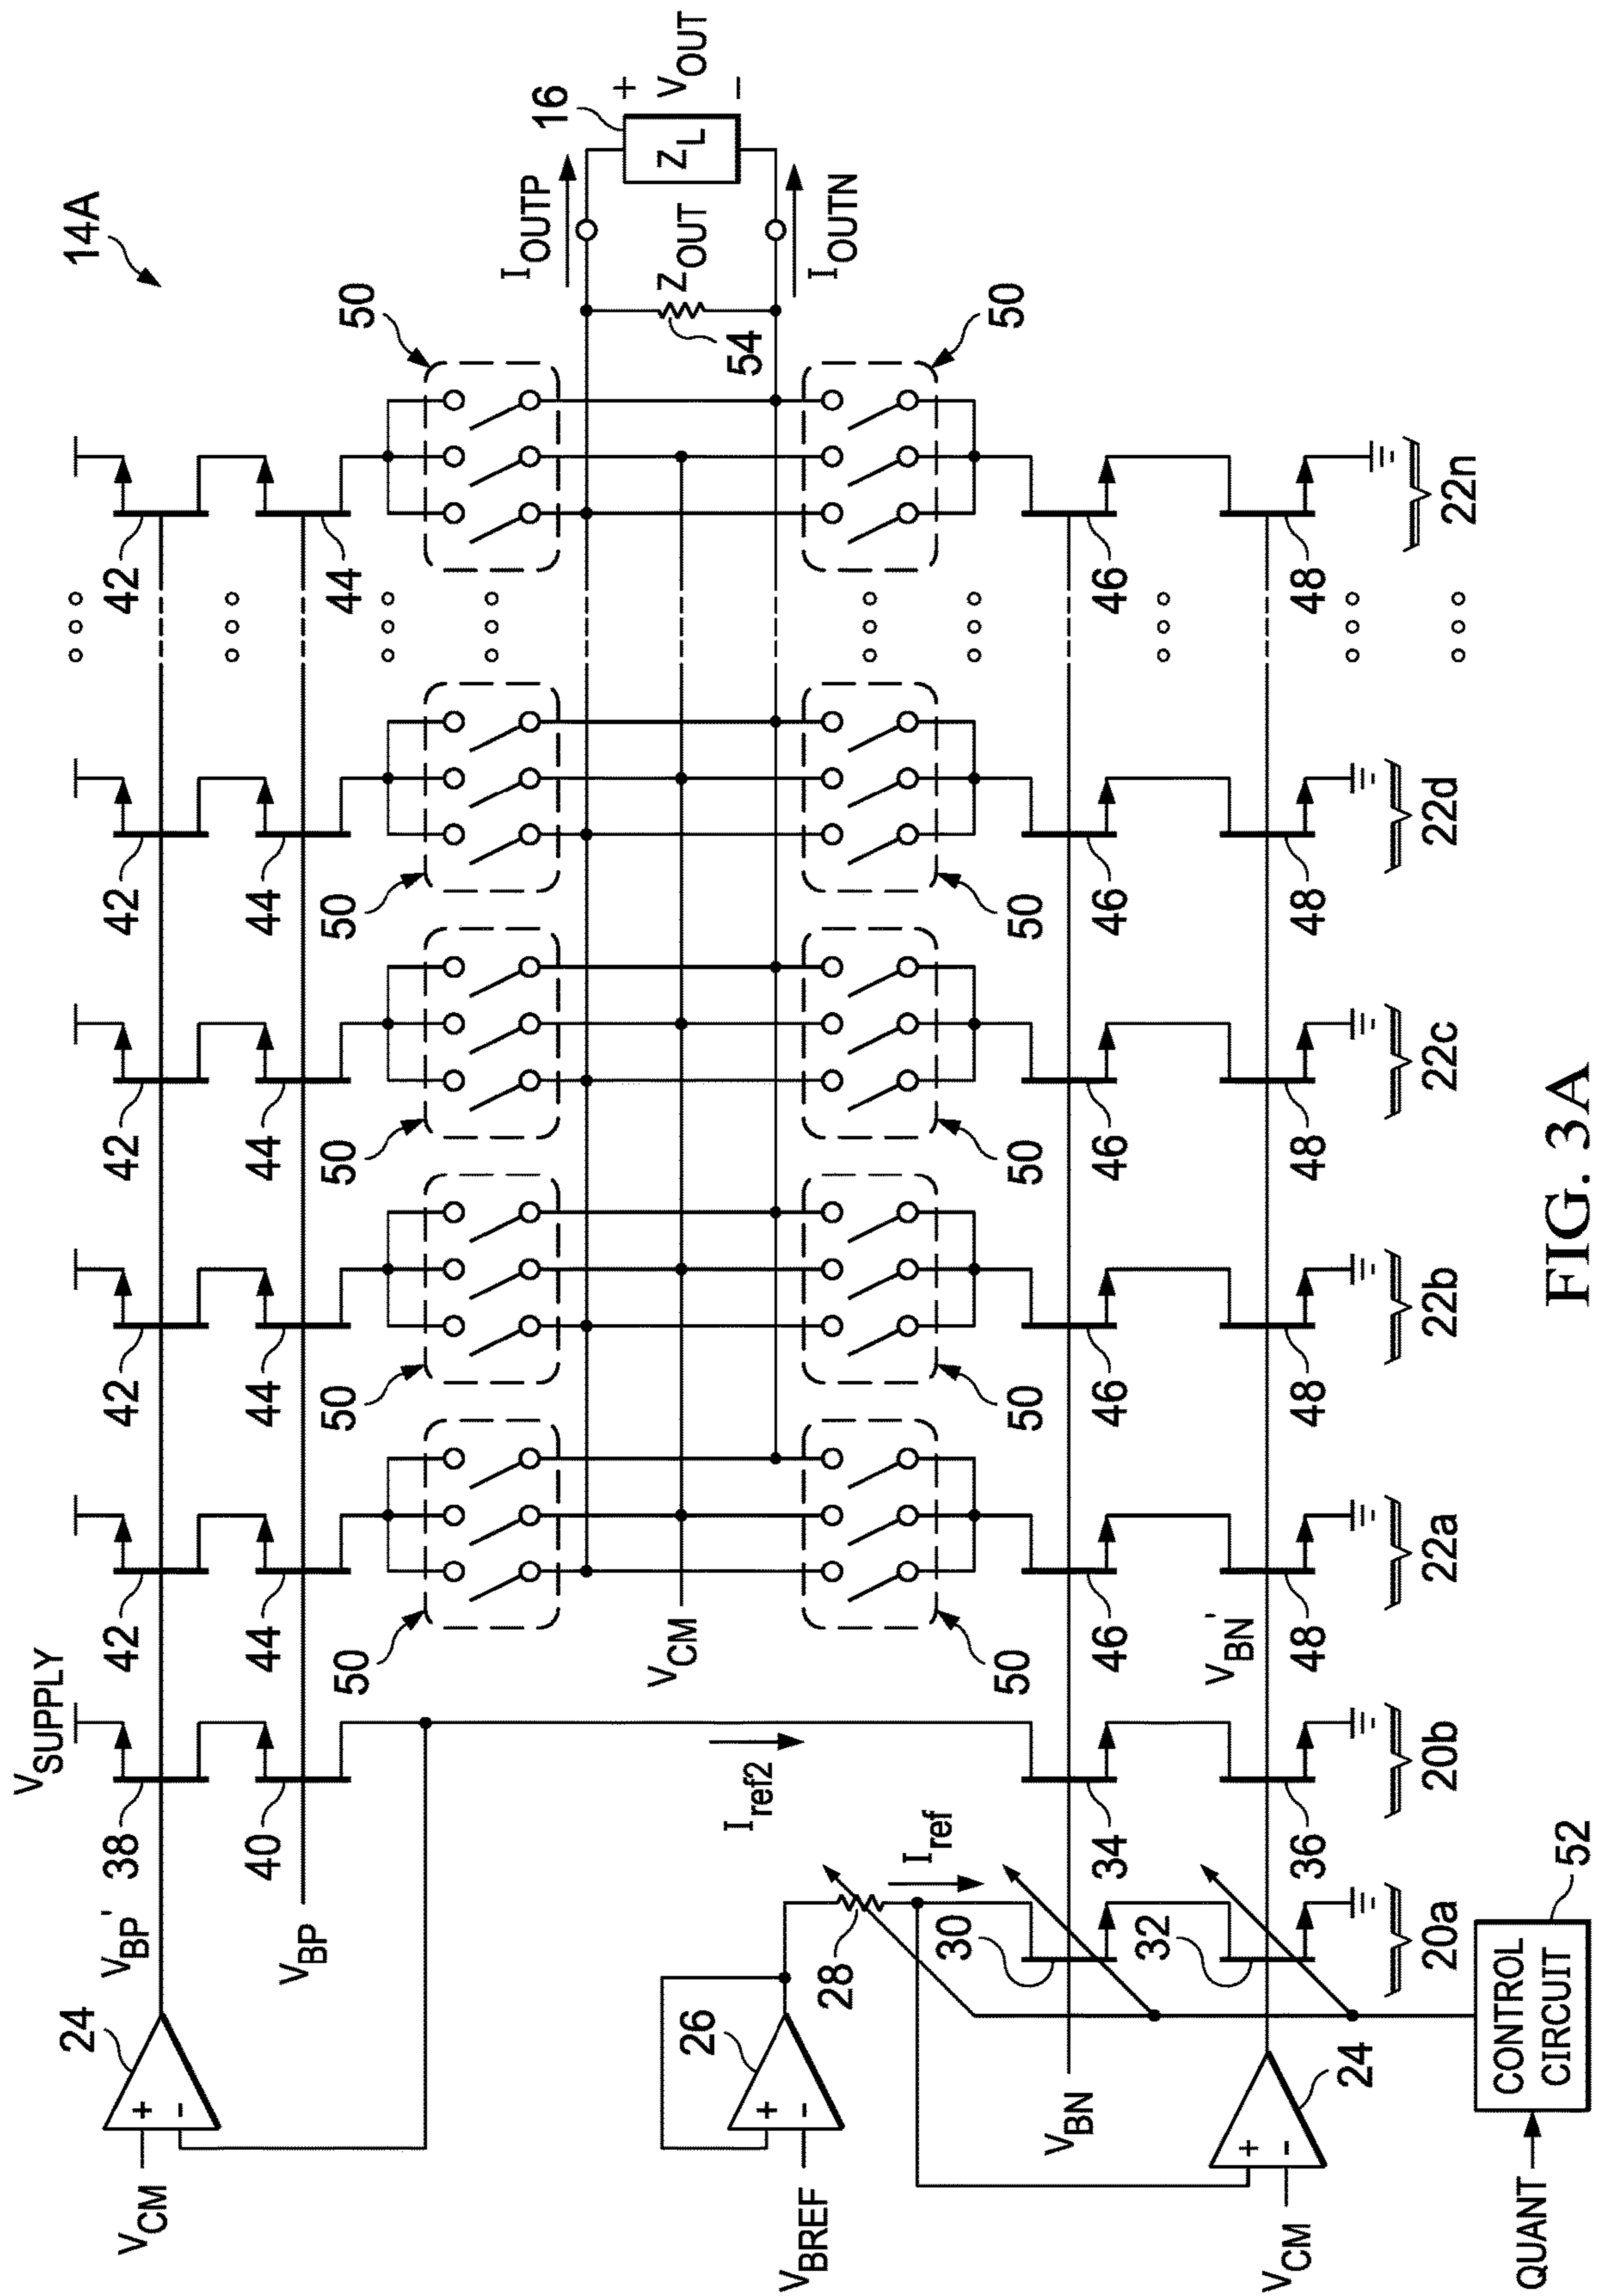 14A
V_SUPPLY
24
V_CM
+
-
V_BP'
38
42
42
42
42
42
V_BP
40
44
44
44
44
44
50
50
50
50
50
I_OUTP
16
+
V_OUT
-
Z_L
Z_OUT
54
I_OUTN
V_CM
I_ref2
26
+
-
V_BREF
28
I_ref
50
50
50
50
50
V_BN
30
34
46
46
46
46
46
24
+
-
V_CM
32
V_BN'
36
48
48
48
48
48
20a
20b
22a
22b
22c
22d
22n
QUANT
CONTROL
CIRCUIT
52
FIG. 3A